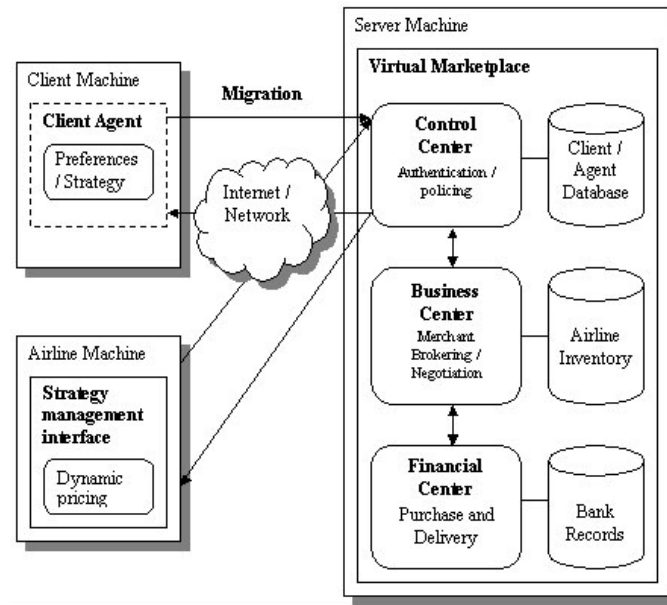 Client Machine
Client Agent
Preferences
/ Strategy
Migration
Internet /
Network
Airline Machine
Strategy
management
interface
Dynamic
pricing
Server Machine
Virtual Marketplace
Control
Center
Authentication /
policing
Client /
Agent
Database
Business
Center
Merchant
Brokering /
Negotiation
Airline
Inventory
Financial
Center
Purchase and
Delivery
Bank
Records